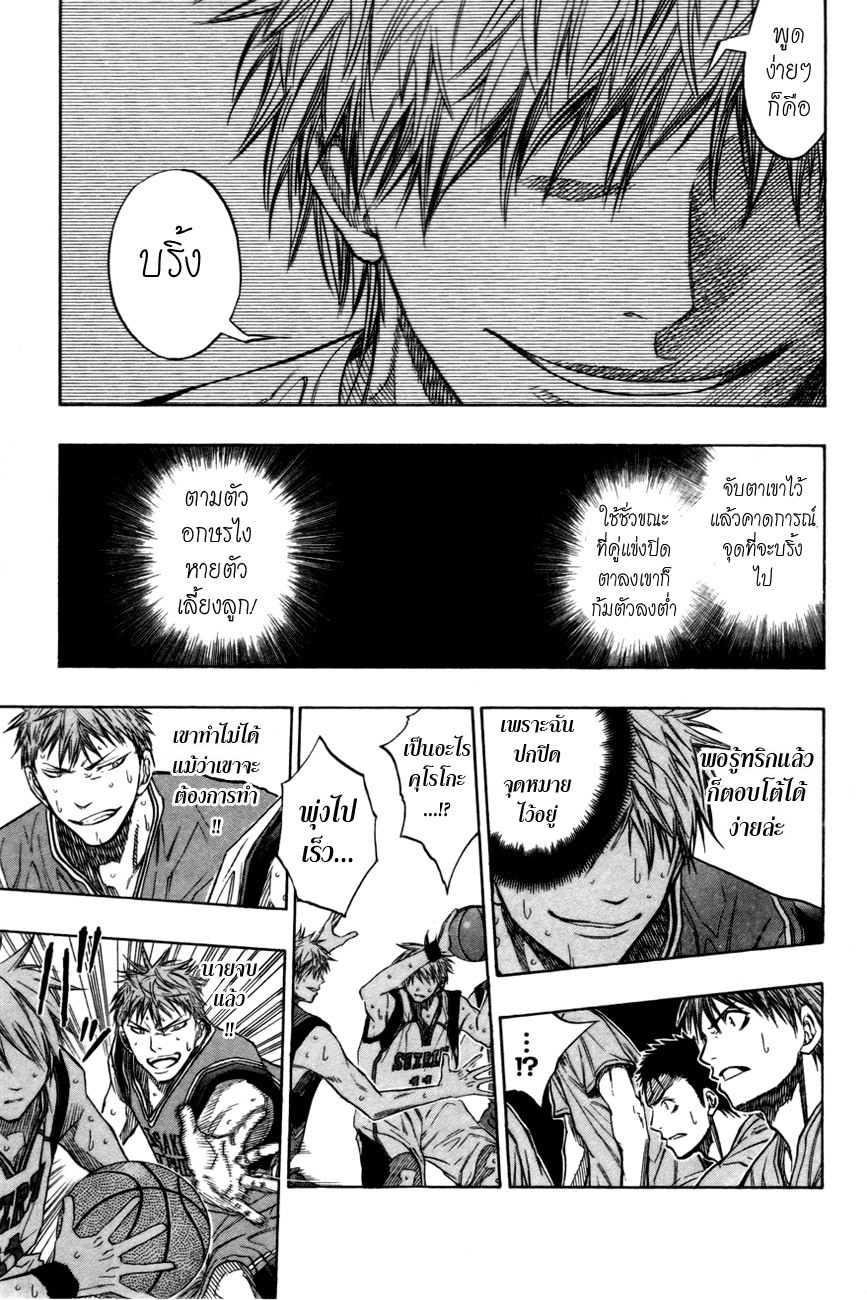 พูด
ง่ายๆ
ก็คือ
บริ้ง
จับตาเขาไว้
แล้วคาดการณ์
จุดที่จะบริ้ง
ไป
ใช้ชั่วขณะ
ที่คู่แข่งปิด
ตาลงเขาก็
ก้มตัวลงต่ำ
ตามตัว
อกษรไง
หายตัว
เลี้ยงลูก!
พอรู้ทริกแล้ว
ก็ตอบโต้ได้
ง่ายล่ะ
เพราะฉัน
ปกปิด
จุดหมาย
ไว้อยู่
....
!?
เป็นอะไร
คุโรโกะ
...!?
พุ่งไป
เร็ว...
SEIRIN
11
เขาทำไม่ได้
แม้ว่าเขาจะ
ต้องการทำ
!!
นายจบ
แล้ว
!!